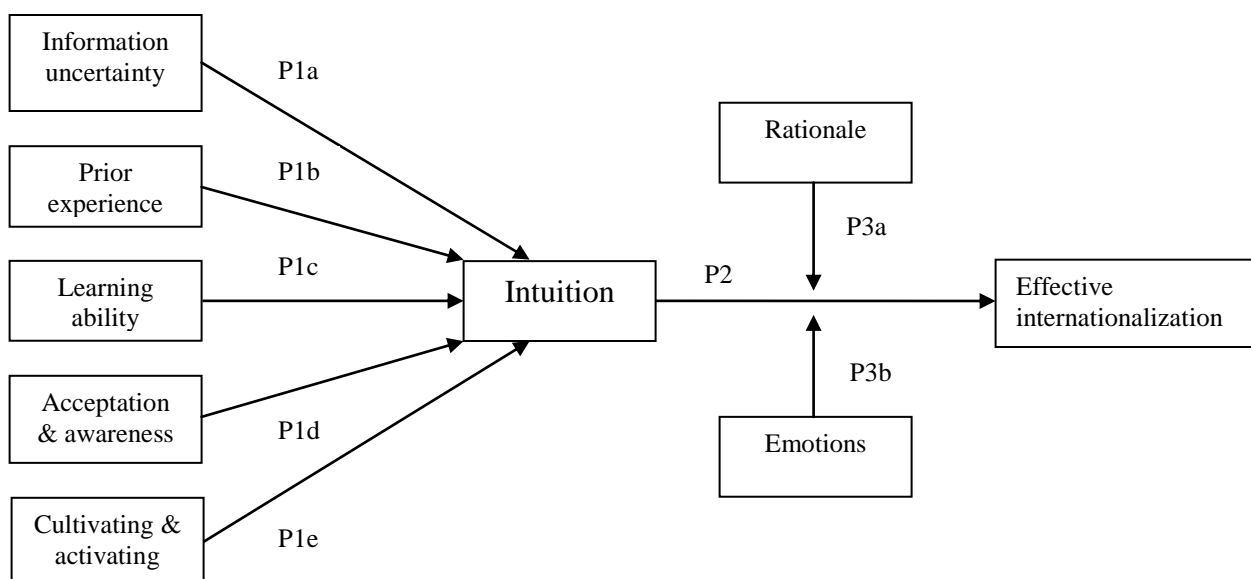 Information
uncertainty
P1a
Prior
experience
P1b
Learning
ability
P1c
Acceptation
& awareness
P1d
Cultivating &
activating
P1e
Intuition
P2
Rationale
P3a
Emotions
P3b
Effective
internationalization